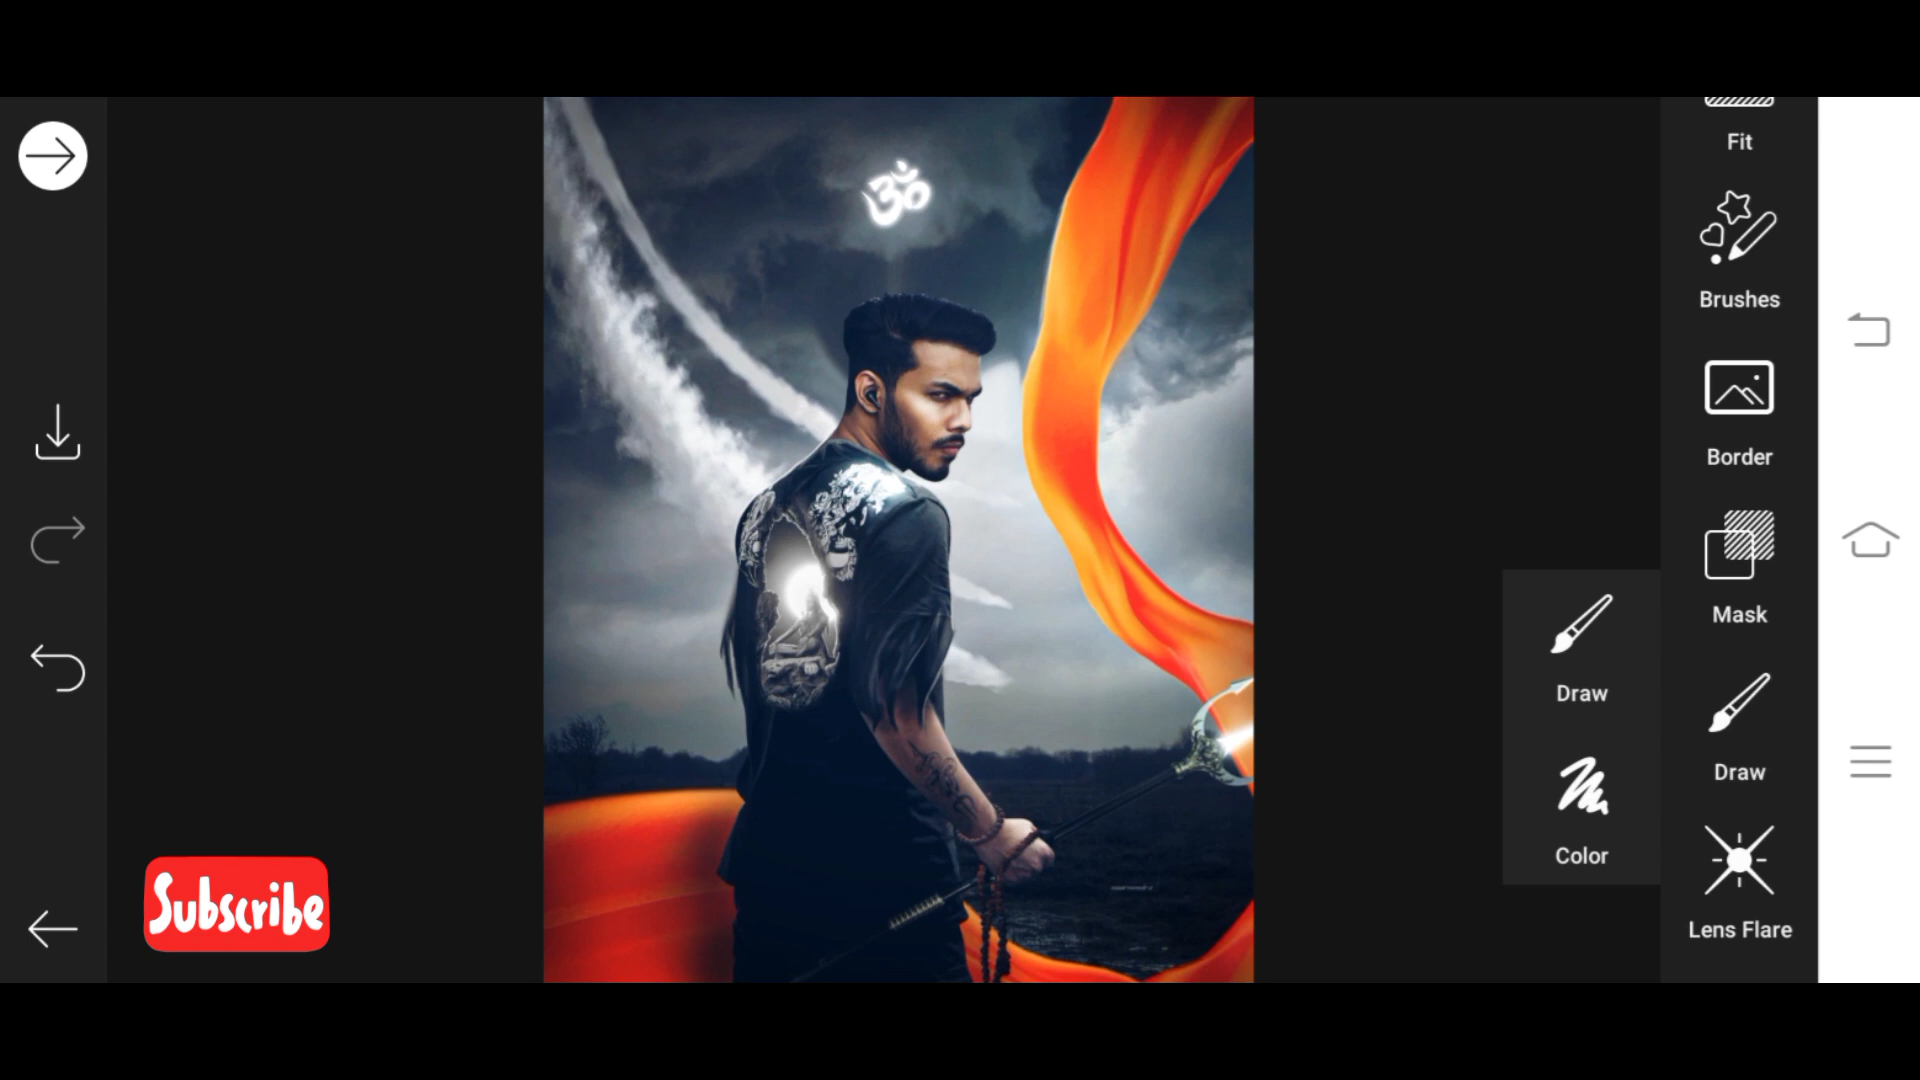 Fit
Brushes
Border
Mask
Draw
Lens Flare
Draw
Color
Subscribe
ॐ